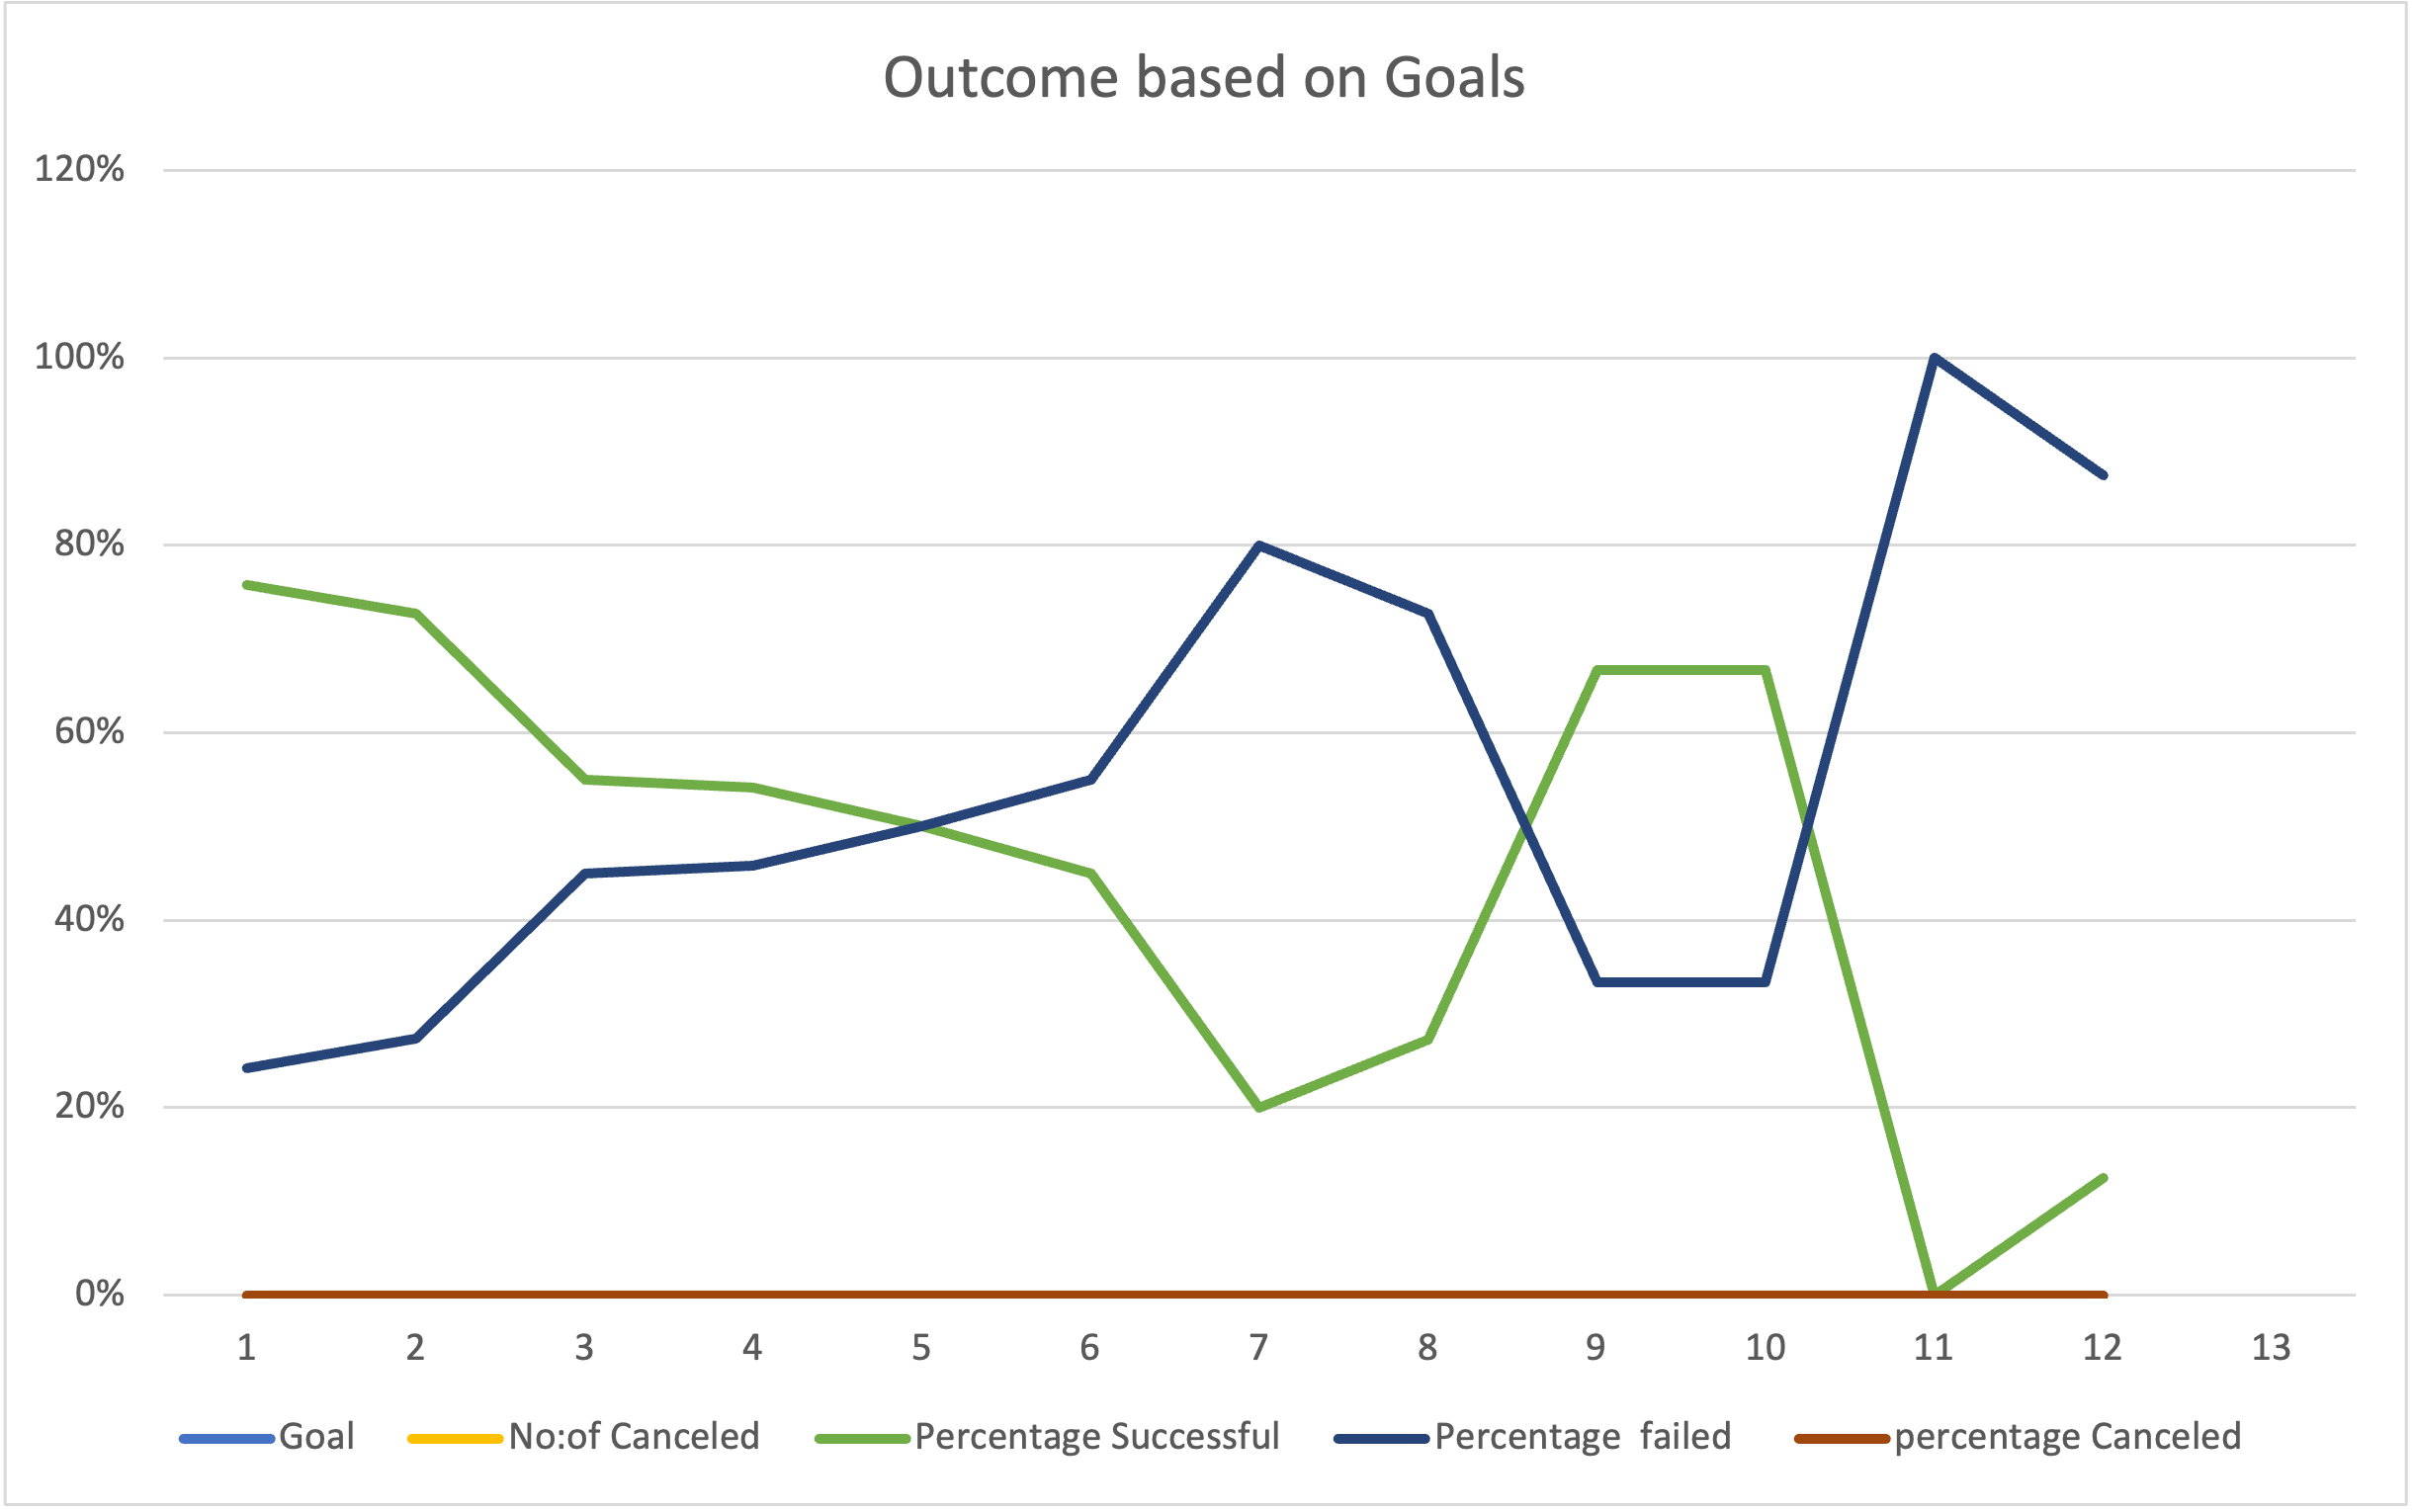 Outcome based on Goals
120%
100%
80%
60%
40%
20%
0%
1 2 3 4 5 6 7 8 9 10 11 12 13
Goal No:of Canceled Percentage Successful Percentage  failed percentage Canceled